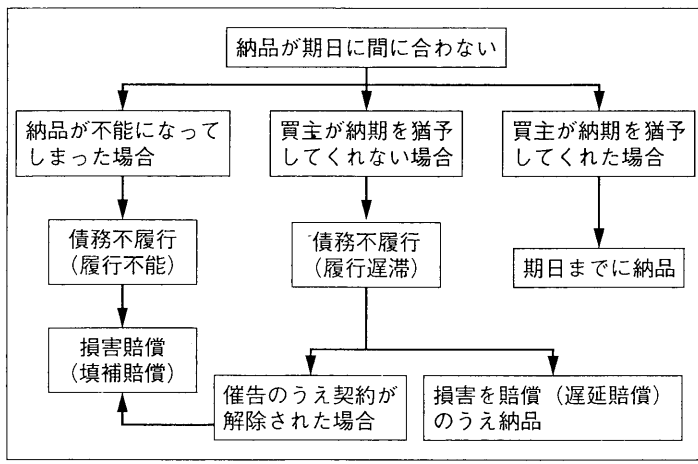 納品が期日に間に合わない
納品が不能になって
しまった場合
買主が納期を猶予
してくれない場合
買主が納期を猶予
してくれた場合
債務不履行
（履行不能）
債務不履行
（履行遅滞）
期日までに納品
損害賠償
（填補賠償）
催告のうえ契約が
解除された場合
損害を賠償（遅延賠償）
のうえ納品